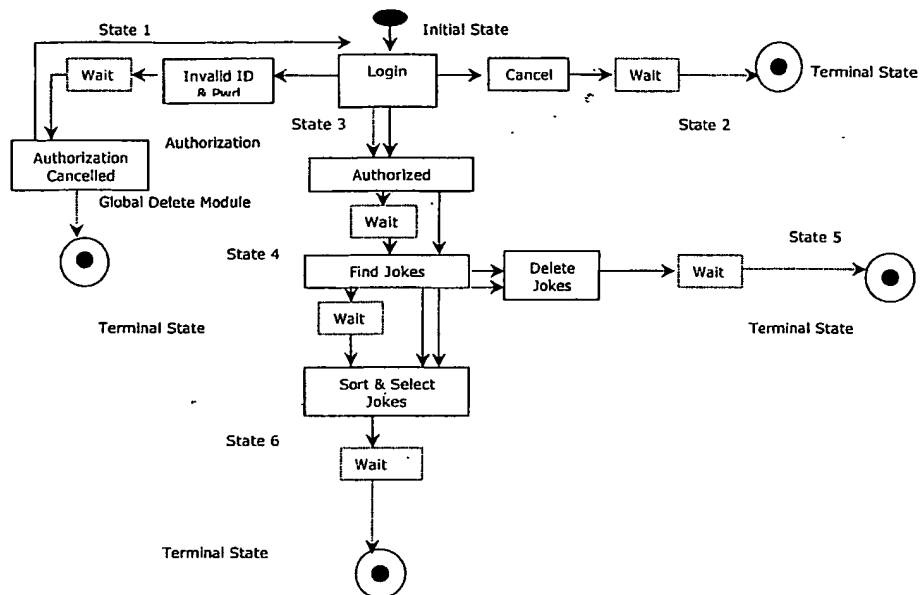 State 1
Initial State
Wait
Invalid ID
& Pwd
Login
Cancel
Wait
Terminal State
State 3
State 2
Authorization
Authorization
Cancelled
Authorized
Global Delete Module
Wait
State 4
Find Jokes
Delete
Jokes
Wait
State 5
Terminal State
Wait
Terminal State
Sort & Select
Jokes
State 6
Wait
Terminal State